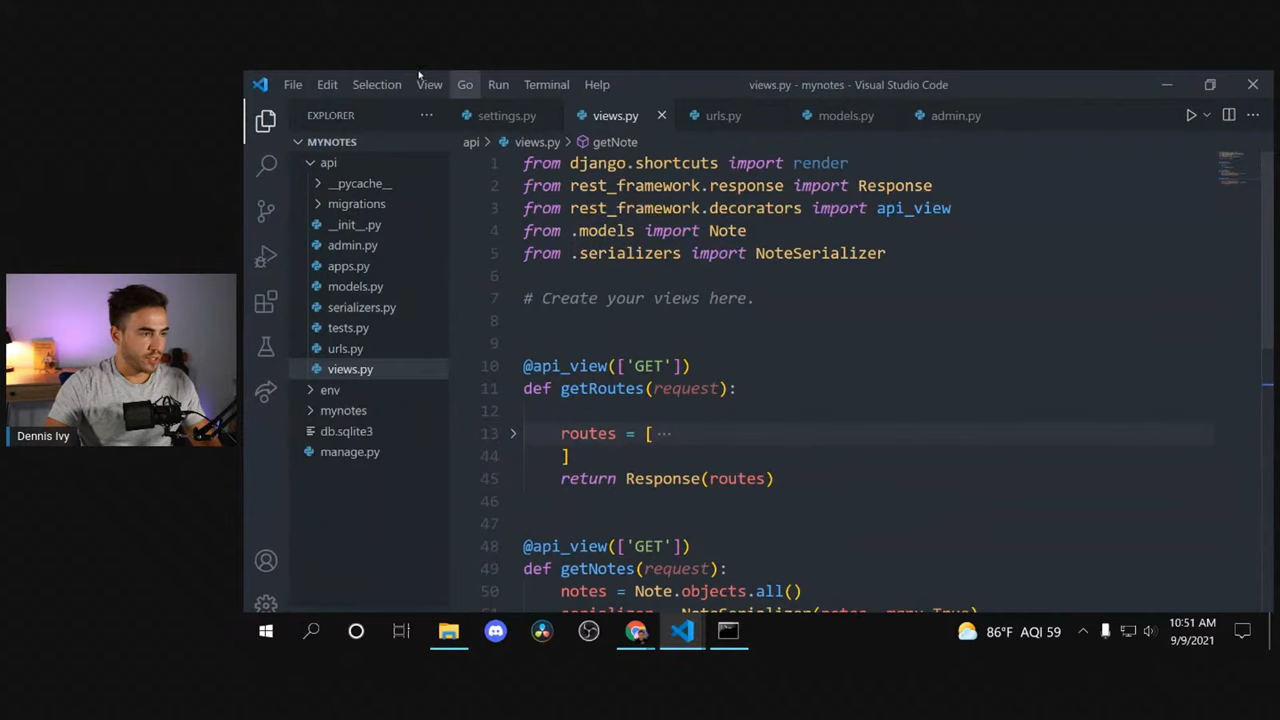 File Edit Selection View Go Run Terminal Help
views.py - mynotes - Visual Studio Code
EXPLORER
settings.py
views.py
urls.py
models.py
admin.py
MYNOTES
api
__pycache__
migrations
__init__.py
admin.py
apps.py
models.py
serializers.py
tests.py
urls.py
views.py
env
mynotes
db.sqlite3
manage.py
api > views.py > getNote
1 from django.shortcuts import render
2 from rest_framework.response import Response
3 from rest_framework.decorators import api_view
4 from .models import Note
5 from .serializers import NoteSerializer
6
7 # Create your views here.
8
9
10 @api_view(['GET'])
11 def getRoutes(request):
12
13 routes = [ ...
44 ]
45 return Response(routes)
46
47
48 @api_view(['GET'])
49 def getNotes(request):
50 notes = Note.objects.all()
Dennis Ivy
86°F AQI 59
10:51 AM
9/9/2021